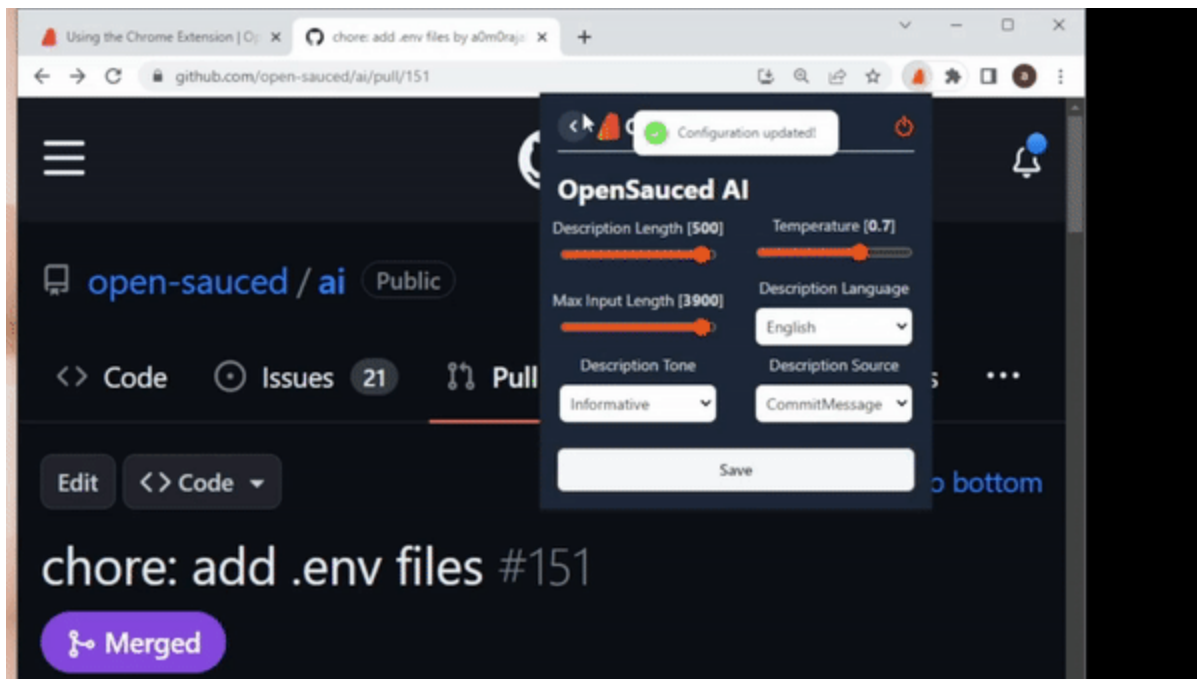 Using the Chrome Extension | Op
chore: add .env files by a0m0raja
github.com/open-sauced/ai/pull/151
a
Configuration updated!
OpenSauced AI
Description Length [500]
Temperature [0.7]
Max Input Length [3900]
Description Language
English
Description Tone
Description Source
Informative
CommitMessage
Save
open-sauced / ai Public
Code
Issues 21
Pull
Edit
Code
bottom
chore: add .env files #151
Merged